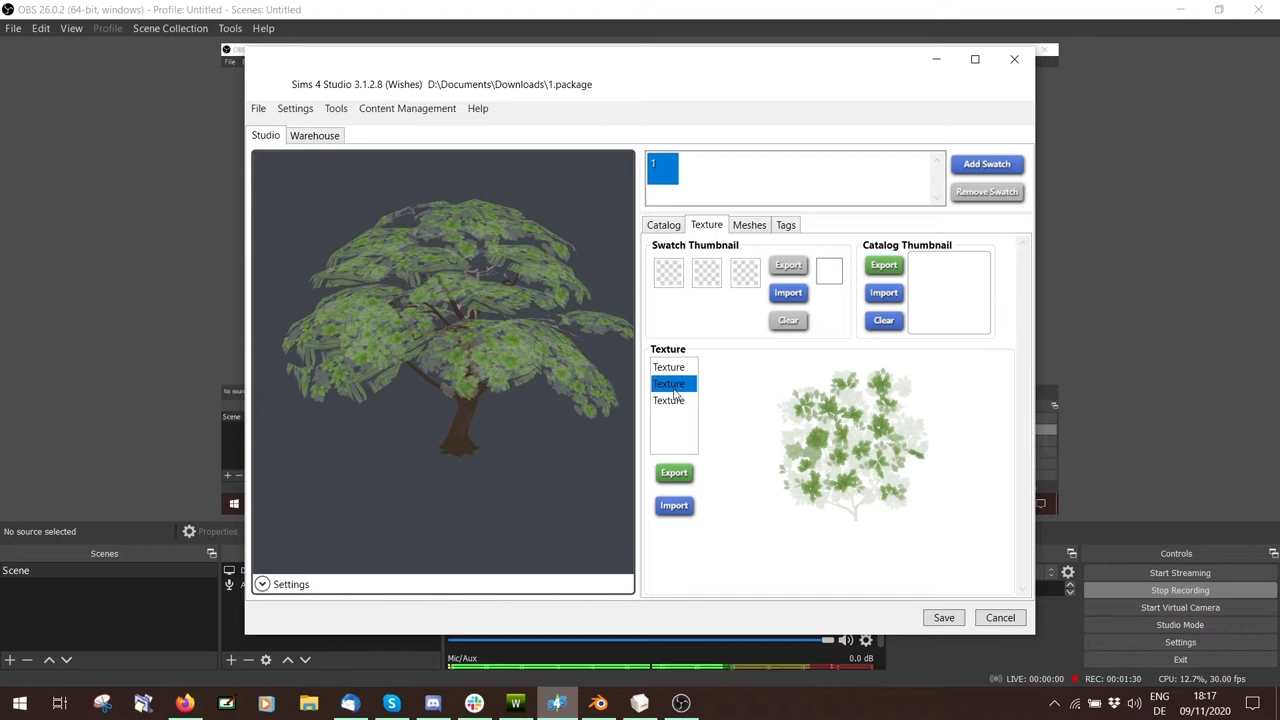 OBS 26.0.2 (64-bit, windows) - Profile: Untitled - Scenes: Untitled
File Edit View Profile Scene Collection Tools Help
File
Sims 4 Studio 3.1.2.8 (Wishes) D:\Documents\Downloads\1.package
File Settings Tools Content Management Help
Studio Warehouse
1
Add Swatch
Remove Swatch
Catalog Texture Meshes Tags
Swatch Thumbnail
Catalog Thumbnail
Export
Import
Clear
Export
Import
Clear
Texture
Texture
Texture
Texture
Export
Import
Settings
Save Cancel
Scene
No source selected
Properties
Scenes
Controls
Scene
D
A
Start Streaming
Stop Recording
Start Virtual Camera
Studio Mode
Settings
Exit
Mic/Aux
0.0 dB
LIVE: 00:00:00
REC: 00:01:30
CPU: 12.7%, 30.00 fps
ENG
DE
18:17
09/11/2020